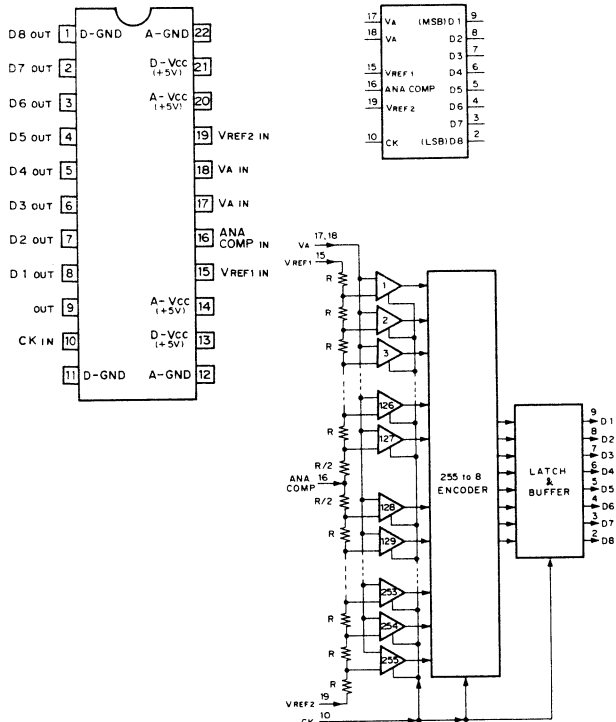 D8 OUT 1 D-GND A-GND 22
D7 OUT 2 D-VCC (+5V) 21
D6 OUT 3 A-VCC (+5V) 20
D5 OUT 4 19 VREF2 IN
D4 OUT 5 18 VA IN
D3 OUT 6 17 VA IN
D2 OUT 7 16 ANA COMP IN
D1 OUT 8 15 VREF1 IN
OUT 9 A-VCC (+5V) 14
CK IN 10 D-VCC (+5V) 13
11 D-GND A-GND 12
17 VA (MSB) D1 9
18 VA D2 8
D3 7
15 VREF1 D4 6
16 ANA COMP D5 5
19 VREF2 D6 4
D7 3
10 CK (LSB) D8 2
VA 17,18
VREF1 15
R
1
R
2
R
3
126
R
127
R/2
ANA COMP 16
R/2
128
R
129
253
R
254
R
255
R
VREF2 19
CK 10
255 to 8
ENCODER
LATCH
&
BUFFER
9 D1
8 D2
7 D3
6 D4
5 D5
4 D6
3 D7
2 D8